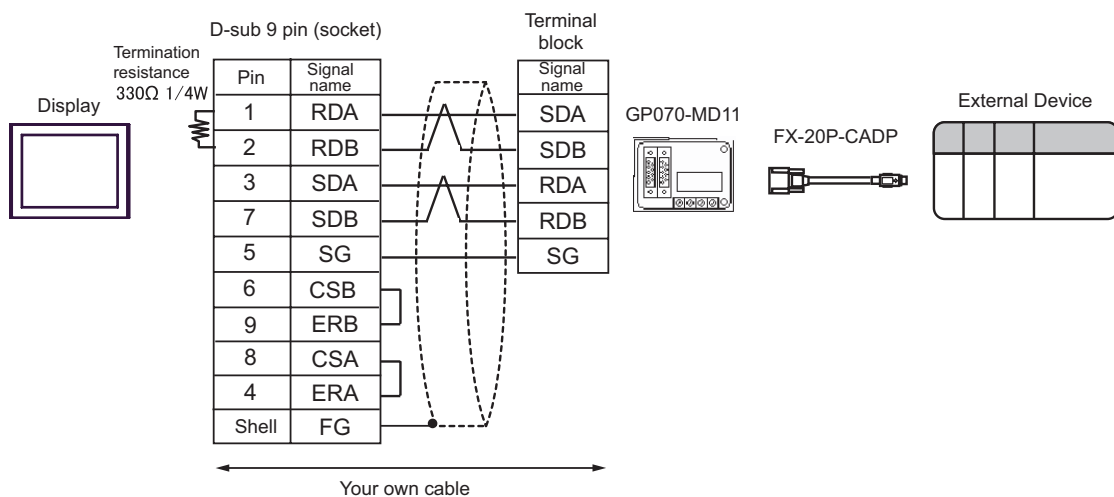 D-sub 9 pin (socket)
Terminal
block
Termination
resistance
330Ω 1/4W
Display
Pin
Signal
name
1
RDA
2
RDB
3
SDA
7
SDB
5
SG
6
CSB
9
ERB
8
CSA
4
ERA
Shell
FG
Signal
name
SDA
SDB
RDA
RDB
SG
GP070-MD11
FX-20P-CADP
External Device
Your own cable